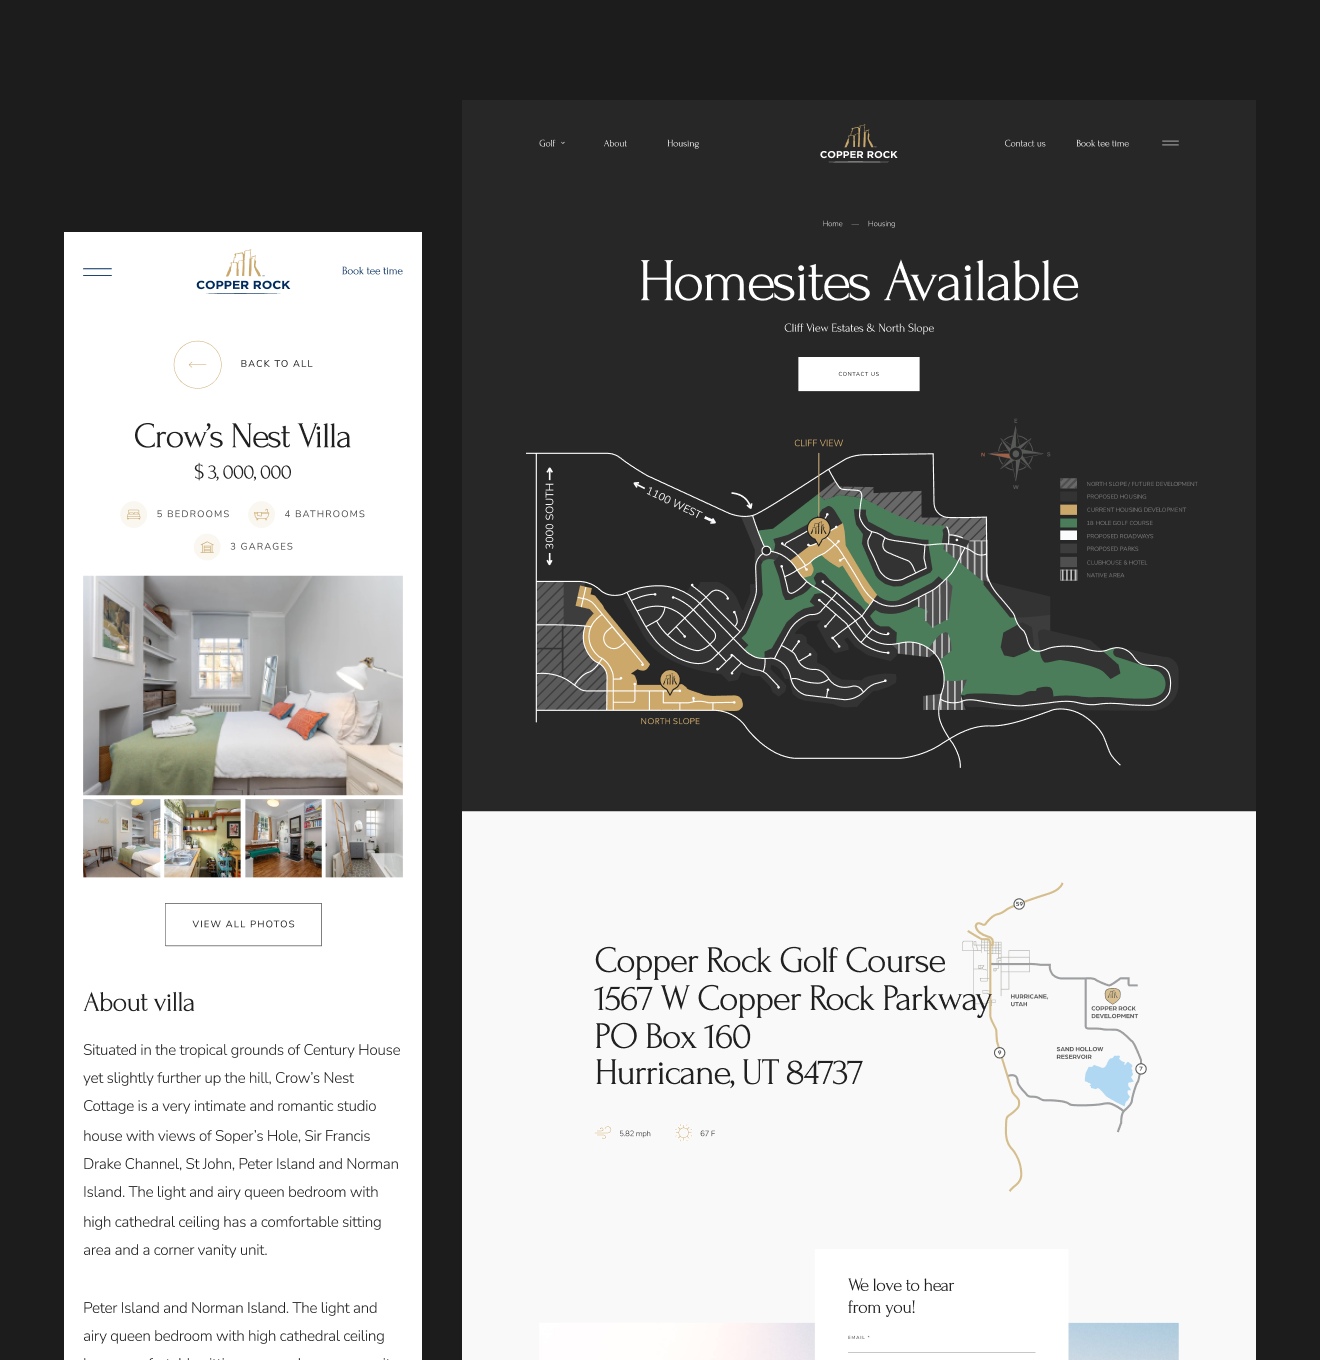 COPPER ROCK
Book tee time
BACK TO ALL
Crow’s Nest Villa
$ 3, 000, 000
5 BEDROOMS
4 BATHROOMS
3 GARAGES
VIEW ALL PHOTOS
About villa
Situated in the tropical grounds of Century House
yet slightly further up the hill, Crow’s Nest
Cottage is a very intimate and romantic studio
house with views of Soper’s Hole, Sir Francis
Drake Channel, St John, Peter Island and Norman
Island. The light and airy queen bedroom with
high cathedral ceiling has a comfortable sitting
area and a corner vanity unit.
Peter Island and Norman Island. The light and
airy queen bedroom with high cathedral ceiling
Golf
About
Housing
COPPER ROCK
Contact us
Book tee time
Home — Housing
Homesites Available
Cliff View Estates & North Slope
CONTACT US
CLIFF VIEW
3000 SOUTH
1100 WEST
NORTH SLOPE
E
N
S
W
NORTH SLOPE / FUTURE DEVELOPMENT
PROPOSED HOUSING
CURRENT HOUSING DEVELOPMENT
18 HOLE GOLF COURSE
PROPOSED ROADWAYS
PROPOSED PARKS
CLUBHOUSE & HOTEL
NATIVE AREA
Copper Rock Golf Course
1567 W Copper Rock Parkway
PO Box 160
Hurricane, UT 84737
5.82 mph
67 F
59
HURRICANE,
UTAH
COPPER ROCK
DEVELOPMENT
SAND HOLLOW
RESERVOIR
9
7
We love to hear
from you!
EMAIL *